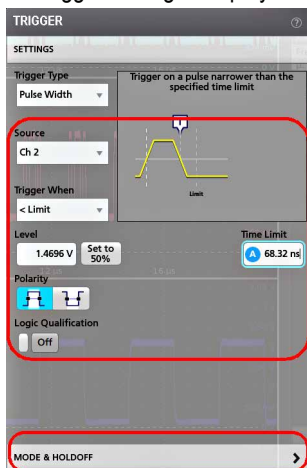 TRIGGER
SETTINGS
Trigger Type
Pulse Width
Trigger on a pulse narrower than the specified time limit
Source
Ch 2
T
Limit
Trigger When
< Limit
Level
1.4696 V
Set to 50%
Time Limit
A 68.32 ns
Polarity
Logic Qualification
Off
MODE & HOLDOFF